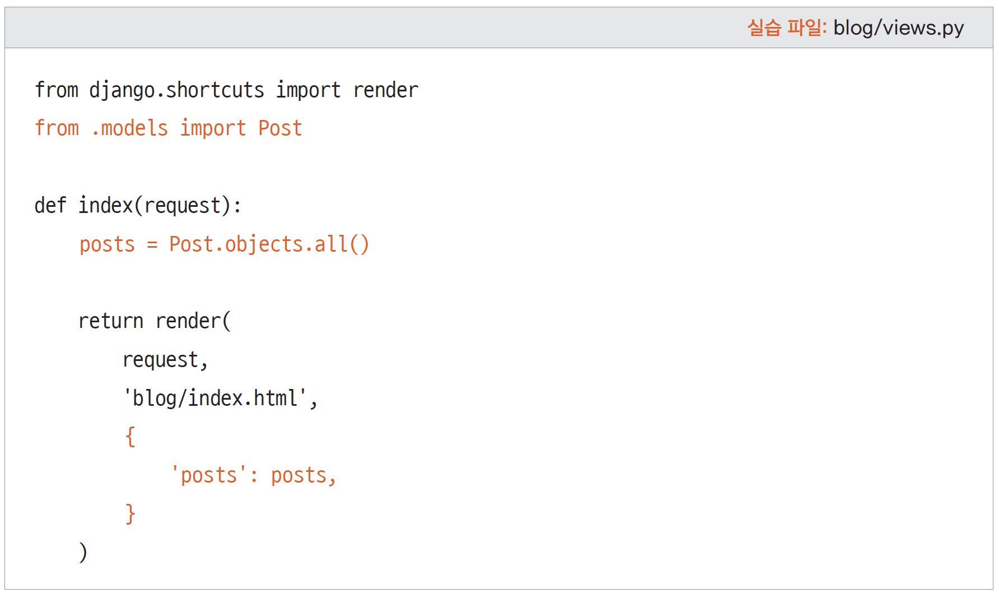 실습 파일: blog/views.py
from django.shortcuts import render
from .models import Post
def index(request):
    posts = Post.objects.all()
    return render(
        request,
        'blog/index.html',
        {
            'posts': posts,
        }
    )